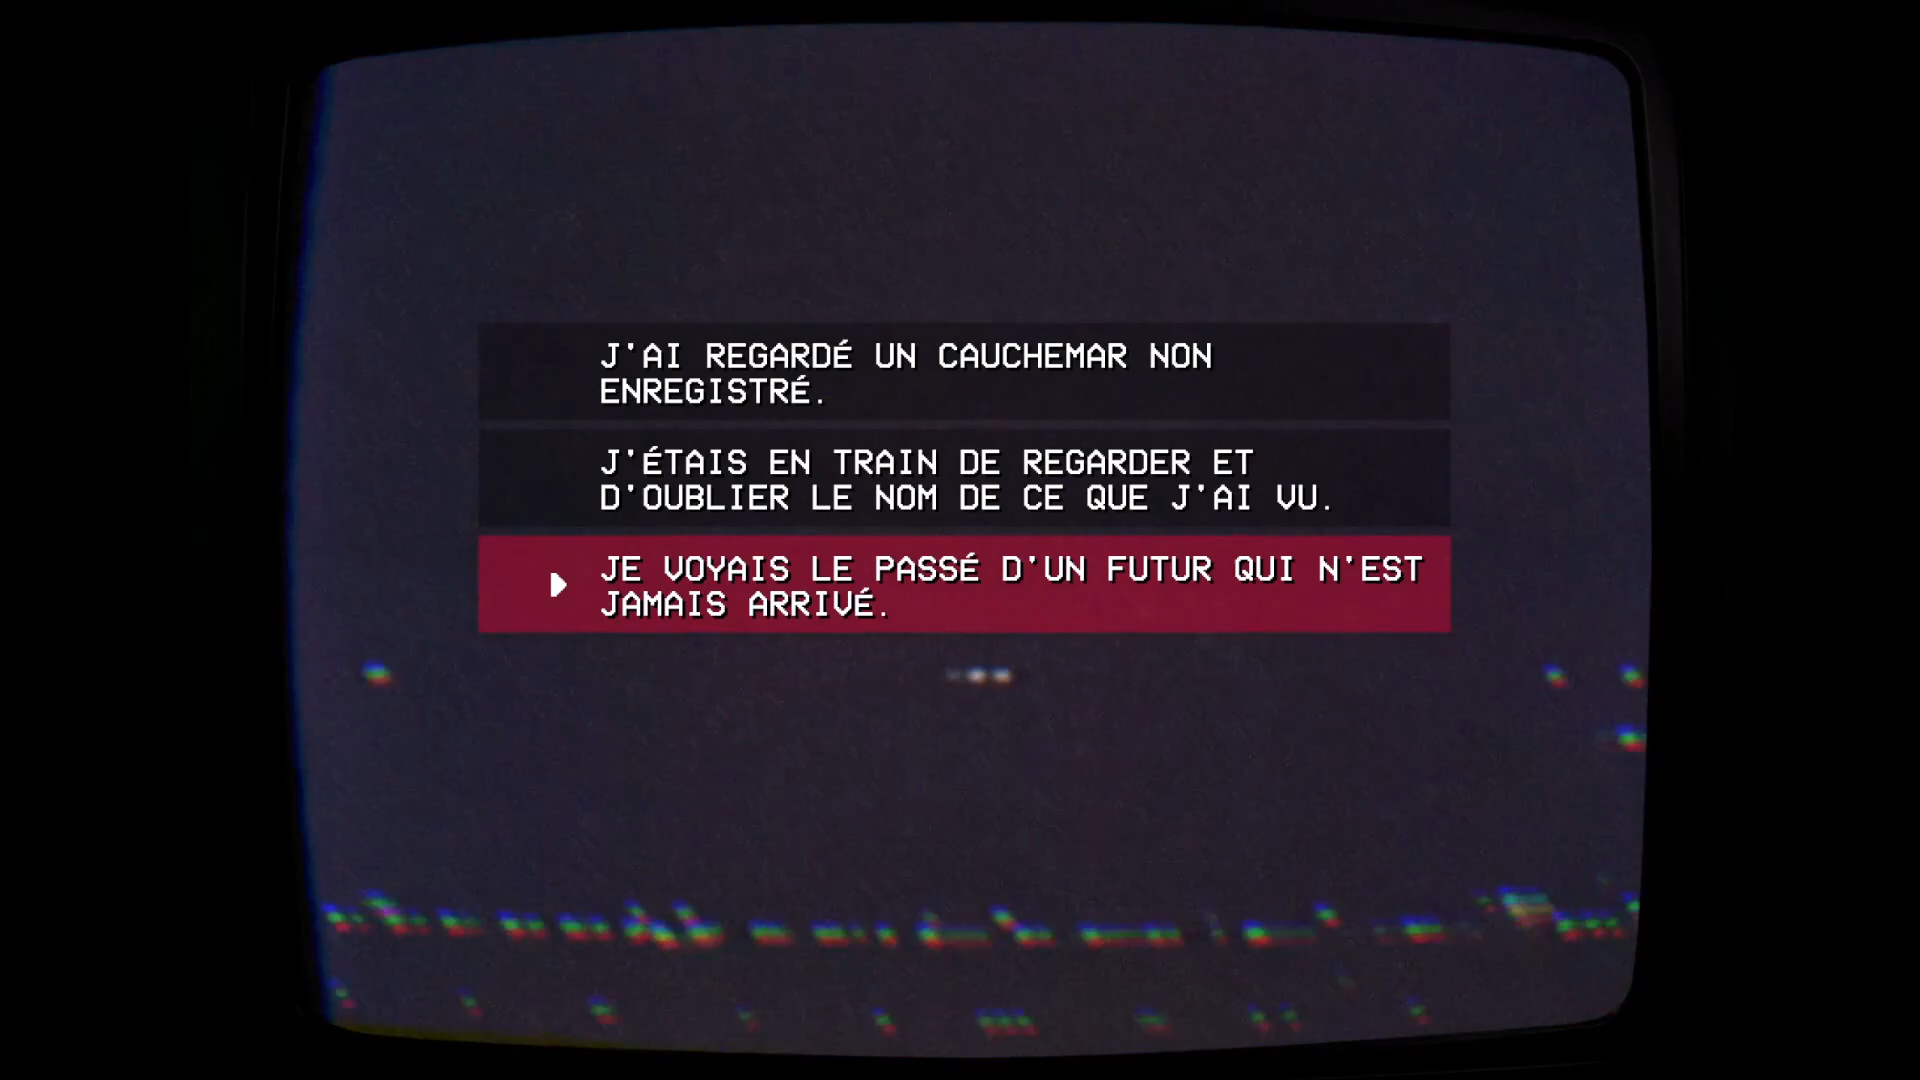 J'AI REGARDÉ UN CAUCHEMAR NON
ENREGISTRÉ.
J'ÉTAIS EN TRAIN DE REGARDER ET
D'OUBLIER LE NOM DE CE QUE J'AI VU.
JE VOYAIS LE PASSÉ D'UN FUTUR QUI N'EST
JAMAIS ARRIVÉ.